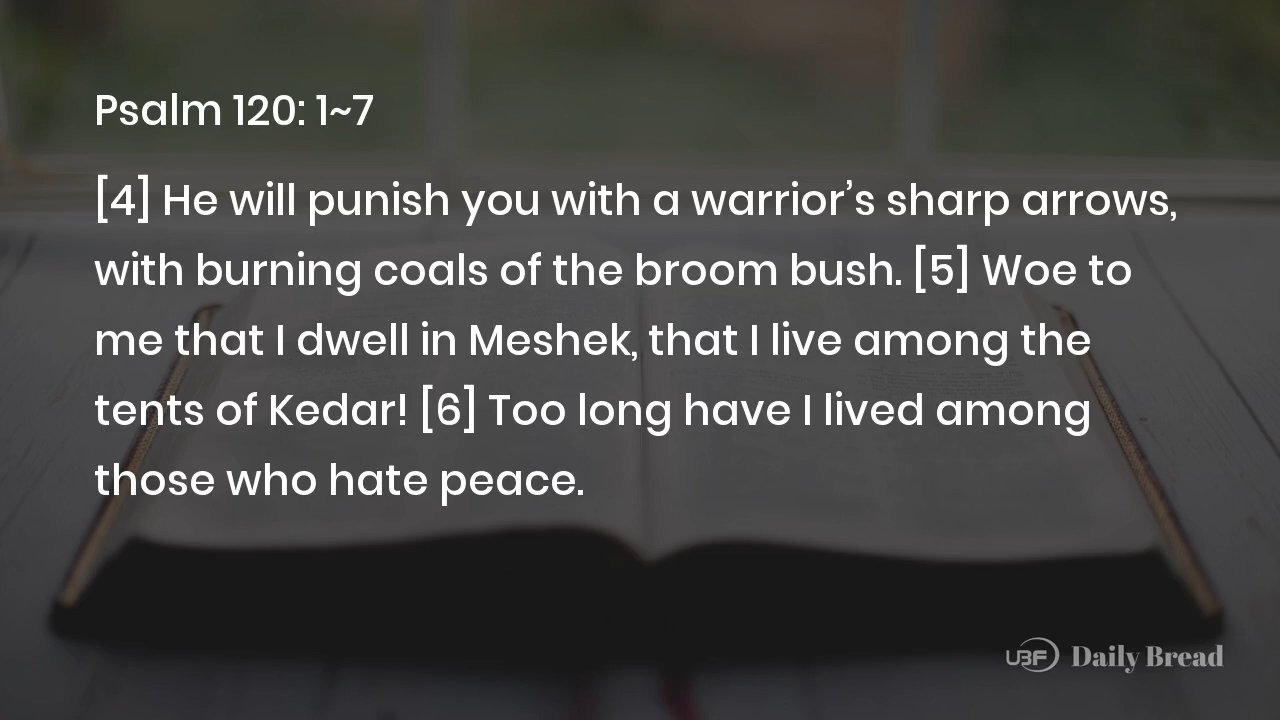 Psalm 120: 1~7
[4] He will punish you with a warrior’s sharp arrows,
with burning coals of the broom bush. [5] Woe to
me that I dwell in Meshek, that I live among the
tents of Kedar! [6] Too long have I lived among
those who hate peace.
UBF Daily Bread